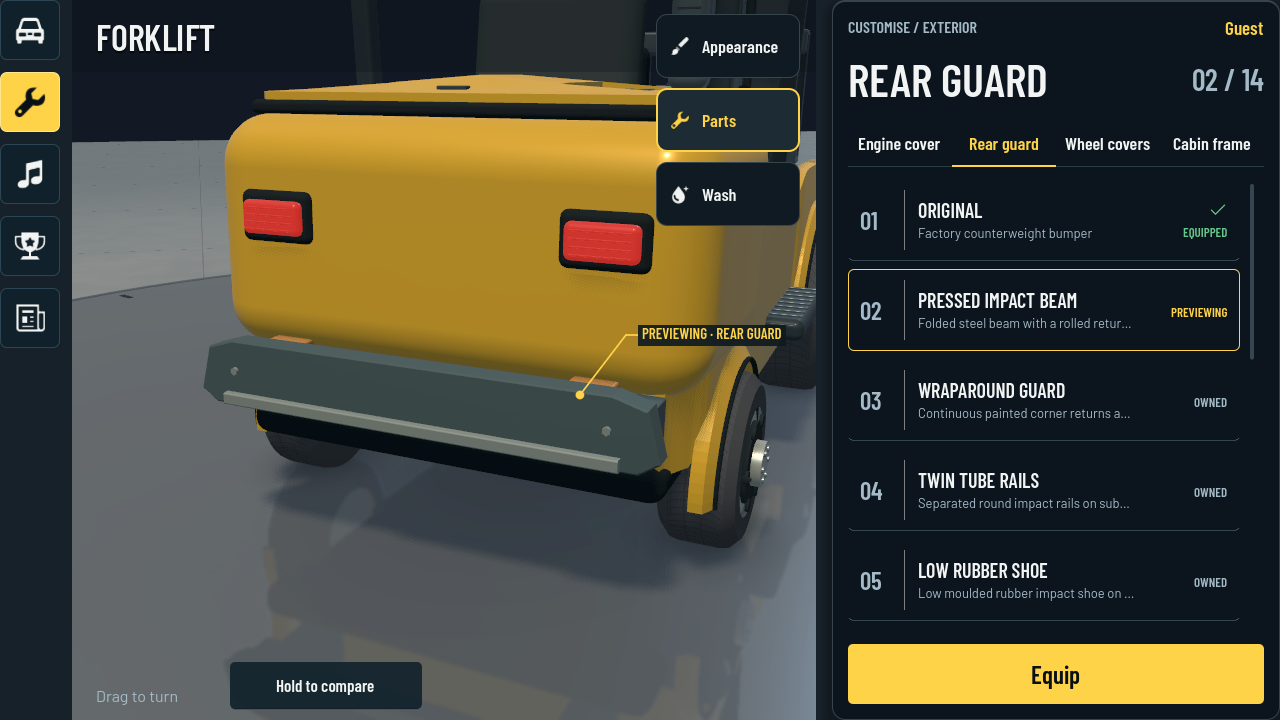 FORKLIFT
Appearance
Parts
Wash
PREVIEWING · REAR GUARD
Drag to turn
Hold to compare
CUSTOMISE / EXTERIOR
Guest
REAR GUARD
02 / 14
Engine cover
Rear guard
Wheel covers
Cabin frame
01
ORIGINAL
Factory counterweight bumper
EQUIPPED
02
PRESSED IMPACT BEAM
Folded steel beam with a rolled retur...
PREVIEWING
03
WRAPAROUND GUARD
Continuous painted corner returns a...
OWNED
04
TWIN TUBE RAILS
Separated round impact rails on sub...
OWNED
05
LOW RUBBER SHOE
Low moulded rubber impact shoe on ...
OWNED
Equip